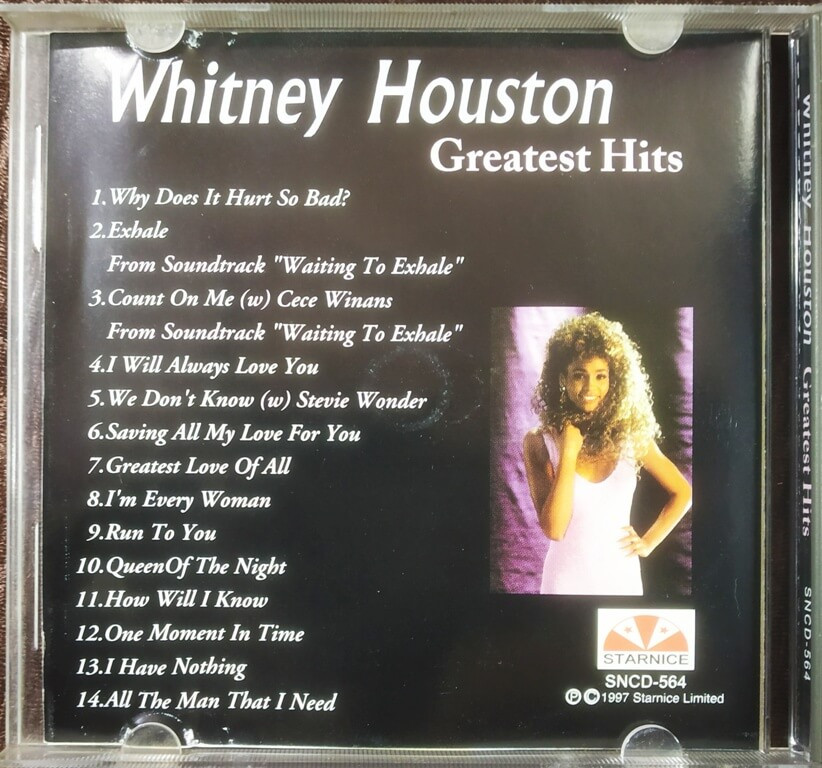 Whitney Houston
Greatest Hits
1.Why Does It Hurt So Bad?
2.Exhale
From Soundtrack "Waiting To Exhale"
3.Count On Me (w) Cece Winans
From Soundtrack "Waiting To Exhale"
4.I Will Always Love You
5.We Don't Know (w) Stevie Wonder
6.Saving All My Love For You
7.Greatest Love Of All
8.I'm Every Woman
9.Run To You
10.QueenOf The Night
11.How Will I Know
12.One Moment In Time
13.I Have Nothing
14.All The Man That I Need
STARNICE
SNCD-564
℗ © 1997 Starnice Limited
Whitney Houston Greatest Hits SNCD-564